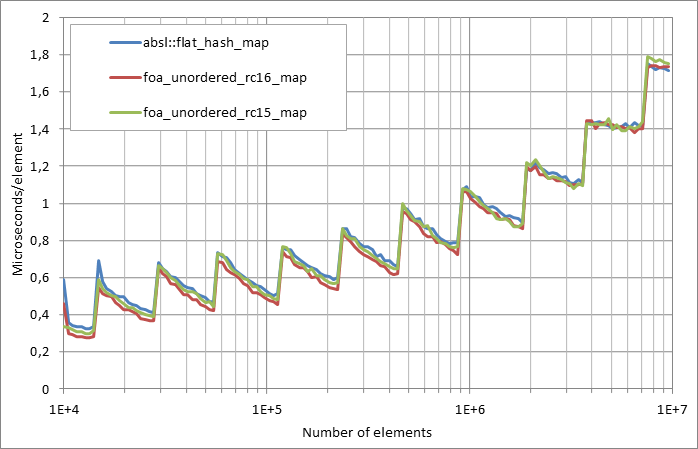 2
1,8
1,6
1,4
1,2
1
0,8
0,6
0,4
0,2
0
Microseconds/element
absl::flat_hash_map
foa_unordered_rc16_map
foa_unordered_rc15_map
1E+4
1E+5
1E+6
1E+7
Number of elements